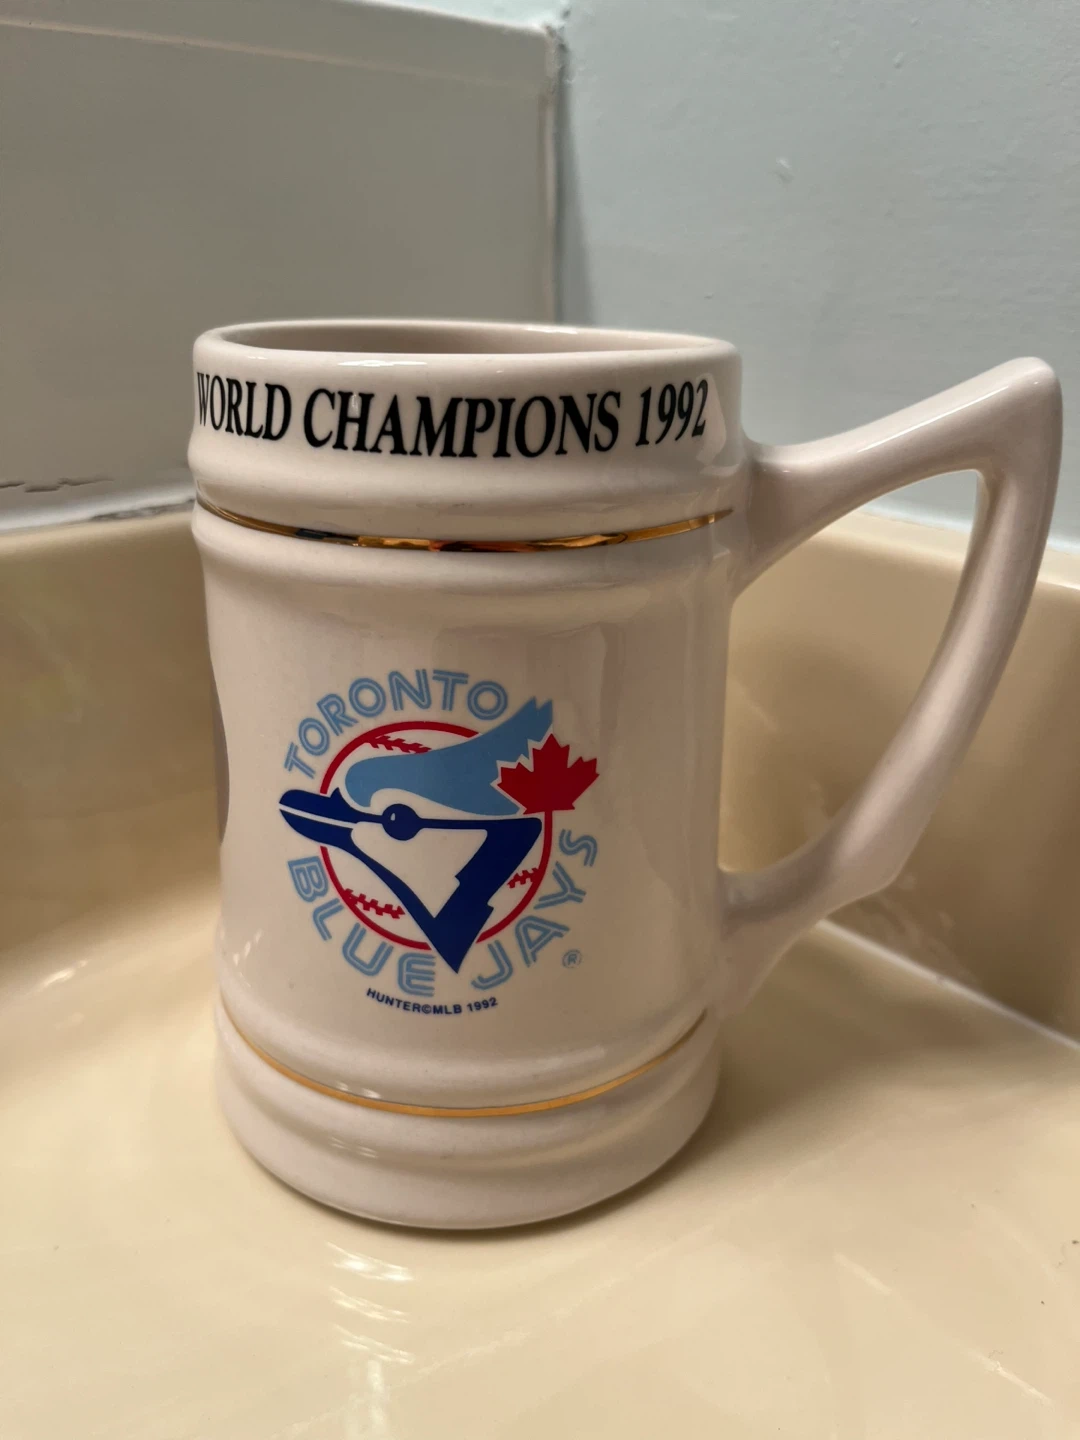 WORLD CHAMPIONS 1992
TORONTO
BLUE JAYS
®
HUNTER©MLB 1992